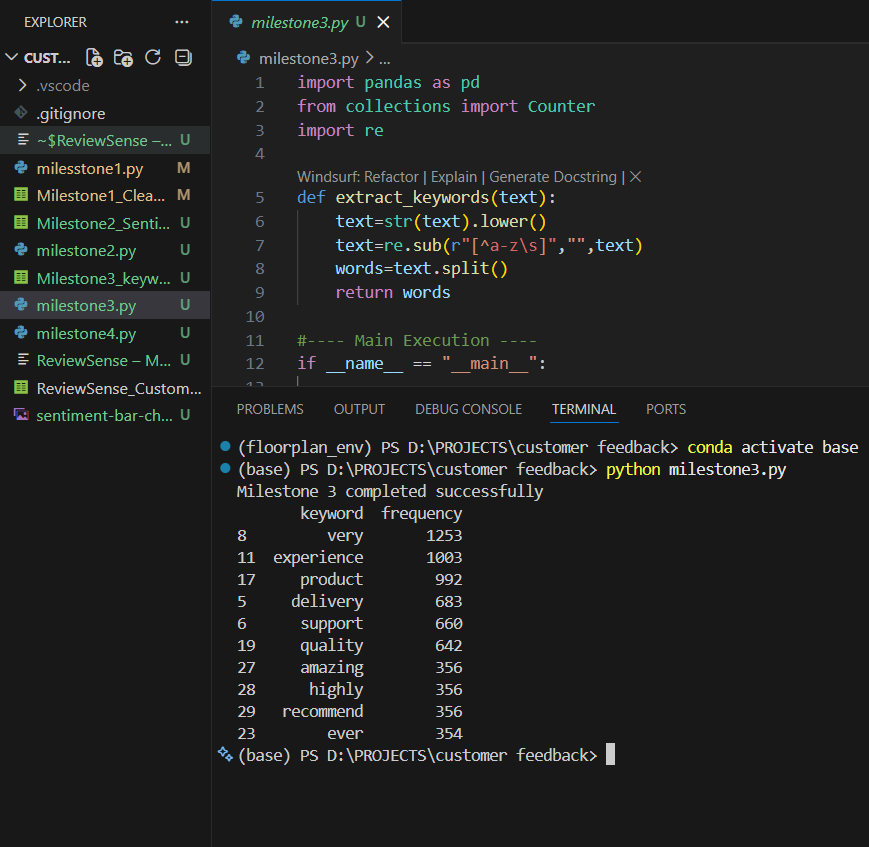 EXPLORER ...
CUST...
.vscode
.gitignore
~$ReviewSense –... U
milesstone1.py M
Milestone1_Clea... M
Milestone2_Senti... U
milestone2.py U
Milestone3_keyw... U
milestone3.py U
milestone4.py U
ReviewSense – M... U
ReviewSense_Custom...
sentiment-bar-ch... U
milestone3.py U
milestone3.py > ...
1 import pandas as pd
2 from collections import Counter
3 import re
4
Windsurf: Refactor | Explain | Generate Docstring |
5 def extract_keywords(text):
6 text=str(text).lower()
7 text=re.sub(r"[^a-z\s]","",text)
8 words=text.split()
9 return words
10
11 #---- Main Execution ----
12 if __name__ == "__main__":
13
PROBLEMS OUTPUT DEBUG CONSOLE TERMINAL PORTS
(floorplan_env) PS D:\PROJECTS\customer feedback> conda activate base
(base) PS D:\PROJECTS\customer feedback> python milestone3.py
Milestone 3 completed successfully
keyword frequency
8 very 1253
11 experience 1003
17 product 992
5 delivery 683
6 support 660
19 quality 642
27 amazing 356
28 highly 356
29 recommend 356
23 ever 354
(base) PS D:\PROJECTS\customer feedback>